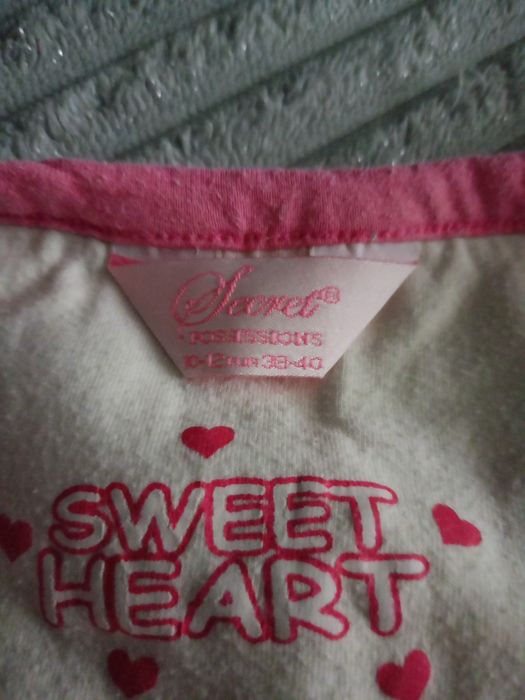 Secret®
POSSESSIONS
10-12 EUR 38-40
SWEET
HEART